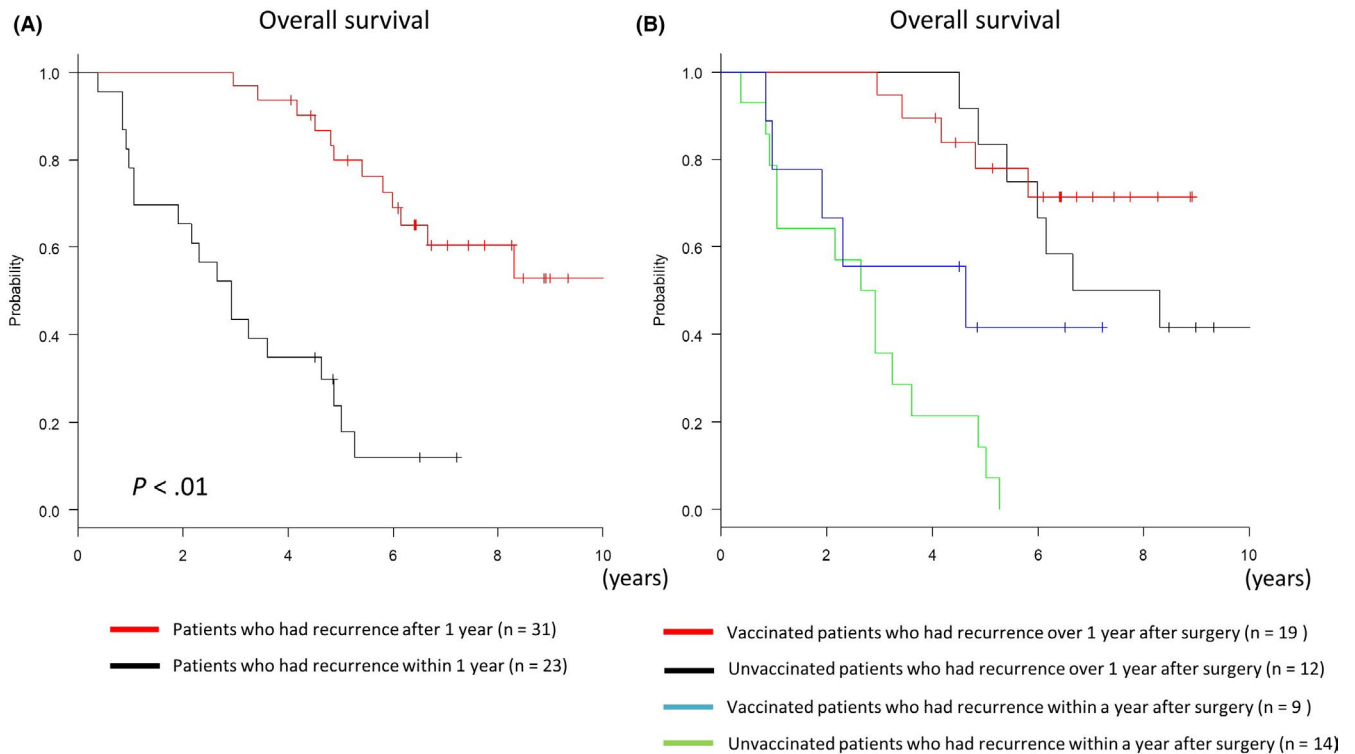 (A)
Overall survival
Probability
1.0
0.8
0.6
0.4
0.2
0.0
P < .01
0 2 4 6 8 10
(years)
Patients who had recurrence after 1 year (n = 31)
Patients who had recurrence within 1 year (n = 23)
(B)
Overall survival
Probability
1.0
0.8
0.6
0.4
0.2
0.0
0 2 4 6 8 10
(years)
Vaccinated patients who had recurrence over 1 year after surgery (n = 19 )
Unvaccinated patients who had recurrence over 1 year after surgery (n = 12)
Vaccinated patients who had recurrence within a year after surgery (n = 9 )
Unvaccinated patients who had recurrence within a year after surgery (n = 14)